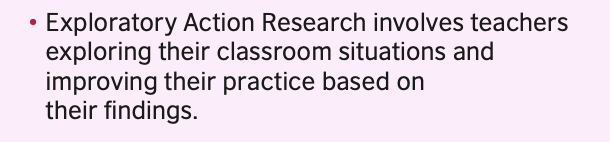 • Exploratory Action Research involves teachers
exploring their classroom situations and
improving their practice based on
their findings.